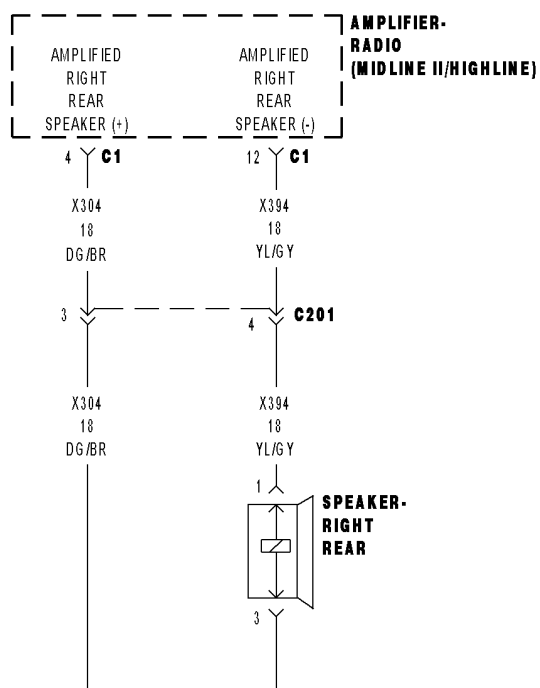 AMPLIFIER-
RADIO
(MIDLINE II/HIGHLINE)
AMPLIFIED
RIGHT
REAR
SPEAKER (+)
AMPLIFIED
RIGHT
REAR
SPEAKER (-)
4 C1
12 C1
X304
18
DG/BR
X394
18
YL/GY
3
4 C201
X304
18
DG/BR
X394
18
YL/GY
1
SPEAKER-
RIGHT
REAR
3